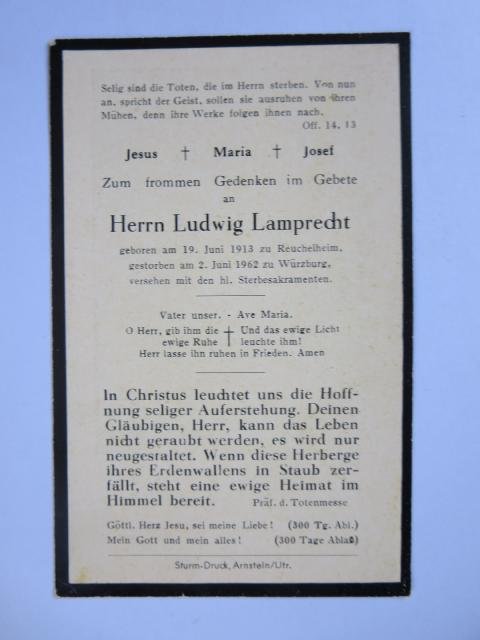 Selig sind die Toten, die im Herrn sterben. Von nun
an, spricht der Geist, sollen sie ausruhen von ihren
Mühen, denn ihre Werke folgen ihnen nach.
Off. 14, 13
Jesus † Maria † Josef
Zum frommen Gedenken im Gebete
an
Herrn Ludwig Lamprecht
geboren am 19. Juni 1913 zu Reuchelheim,
gestorben am 2. Juni 1962 zu Würzburg,
versehen mit den hl. Sterbesakramenten.
Vater unser. - Ave Maria.
O Herr, gib ihm die † Und das ewige Licht
ewige Ruhe leuchte ihm!
Herr lasse ihn ruhen in Frieden. Amen
In Christus leuchtet uns die Hoff-
nung seliger Auferstehung. Deinen
Gläubigen, Herr, kann das Leben
nicht geraubt werden, es wird nur
neugestaltet. Wenn diese Herberge
ihres Erdenwallens in Staub zer-
fällt, steht eine ewige Heimat im
Himmel bereit. Präf. d. Totenmesse
Göttl. Herz Jesu, sei meine Liebe! (300 Tg. Abl.)
Mein Gott und mein alles! (300 Tage Ablaß)
Sturm-Druck, Arnstein/Ufr.